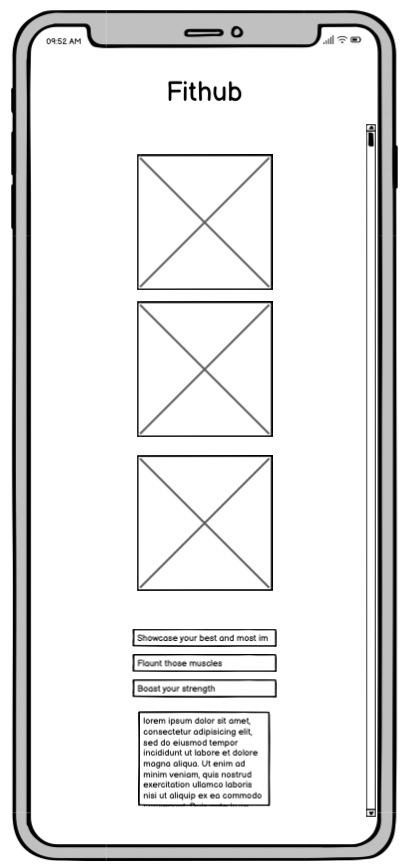 09:52 AM
Fithub
Showcase your best and most im
Flaunt those muscles
Boast your strength
lorem ipsum dolor sit amet,
consectetur adipisicing elit,
sed do eiusmod tempor
incididunt ut labore et dolore
magna aliqua. Ut enim ad
minim veniam, quis nostrud
exercitation ullamco laboris
nisi ut aliquip ex ea commodo